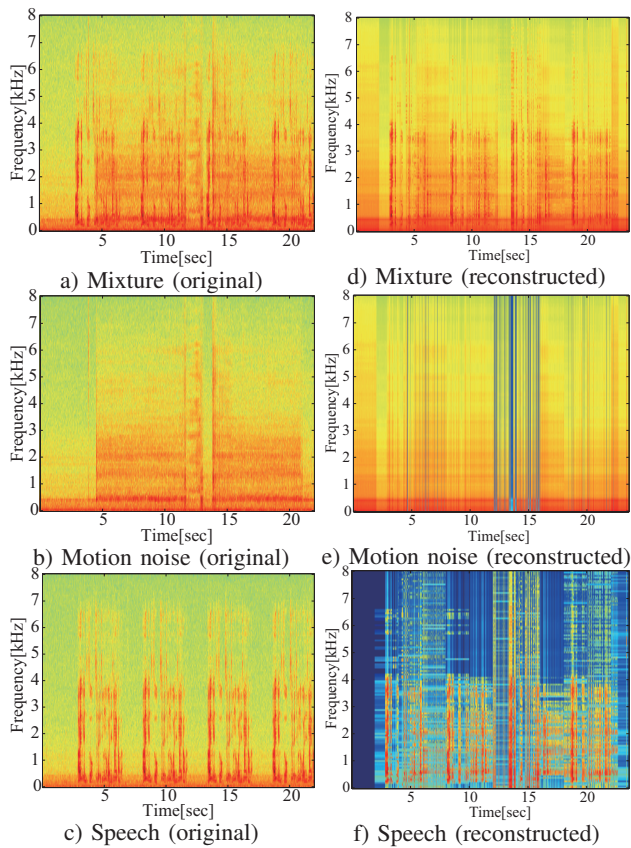 8
7
6
5
4
3
2
1
0
Frequency[kHz]
5 10 15 20
Time[sec]
a) Mixture (original)
8
7
6
5
4
3
2
1
0
Frequency[kHz]
5 10 15 20
Time[sec]
d) Mixture (reconstructed)
8
7
6
5
4
3
2
1
0
Frequency[kHz]
5 10 15 20
Time[sec]
b) Motion noise (original)
8
7
6
5
4
3
2
1
0
Frequency[kHz]
5 10 15 20
Time[sec]
e) Motion noise (reconstructed)
8
7
6
5
4
3
2
1
0
Frequency[kHz]
5 10 15 20
Time[sec]
c) Speech (original)
8
7
6
5
4
3
2
1
0
Frequency[kHz]
5 10 15 20
Time[sec]
f) Speech (reconstructed)